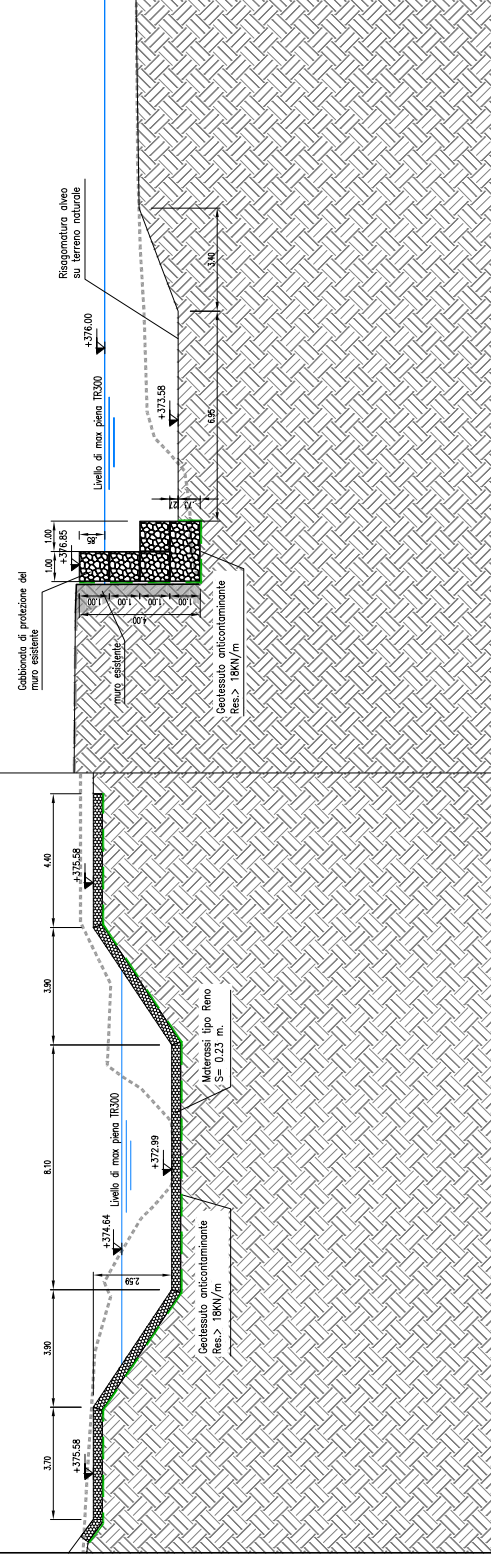 3.70
3.90
8.10
3.90
4.40
+375.58
2.59
+374.64
Livello di max piena TR300
+372.99
+375.58
Geotessuto anticontaminante
Res.> 18KN/m
Materassi tipo Reno
S= 0.23 m.
Gabbionata di protezione del
muro esistente
1.00
1.00
+376.85
.85
muro esistente
1.00
1.00
1.00
1.00
4.00
Geotessuto anticontaminante
Res.> 18KN/m
Livello di max piena TR300
+376.00
Risagomatura alveo
su terreno naturale
+373.58
.73
.27
6.95
3.40